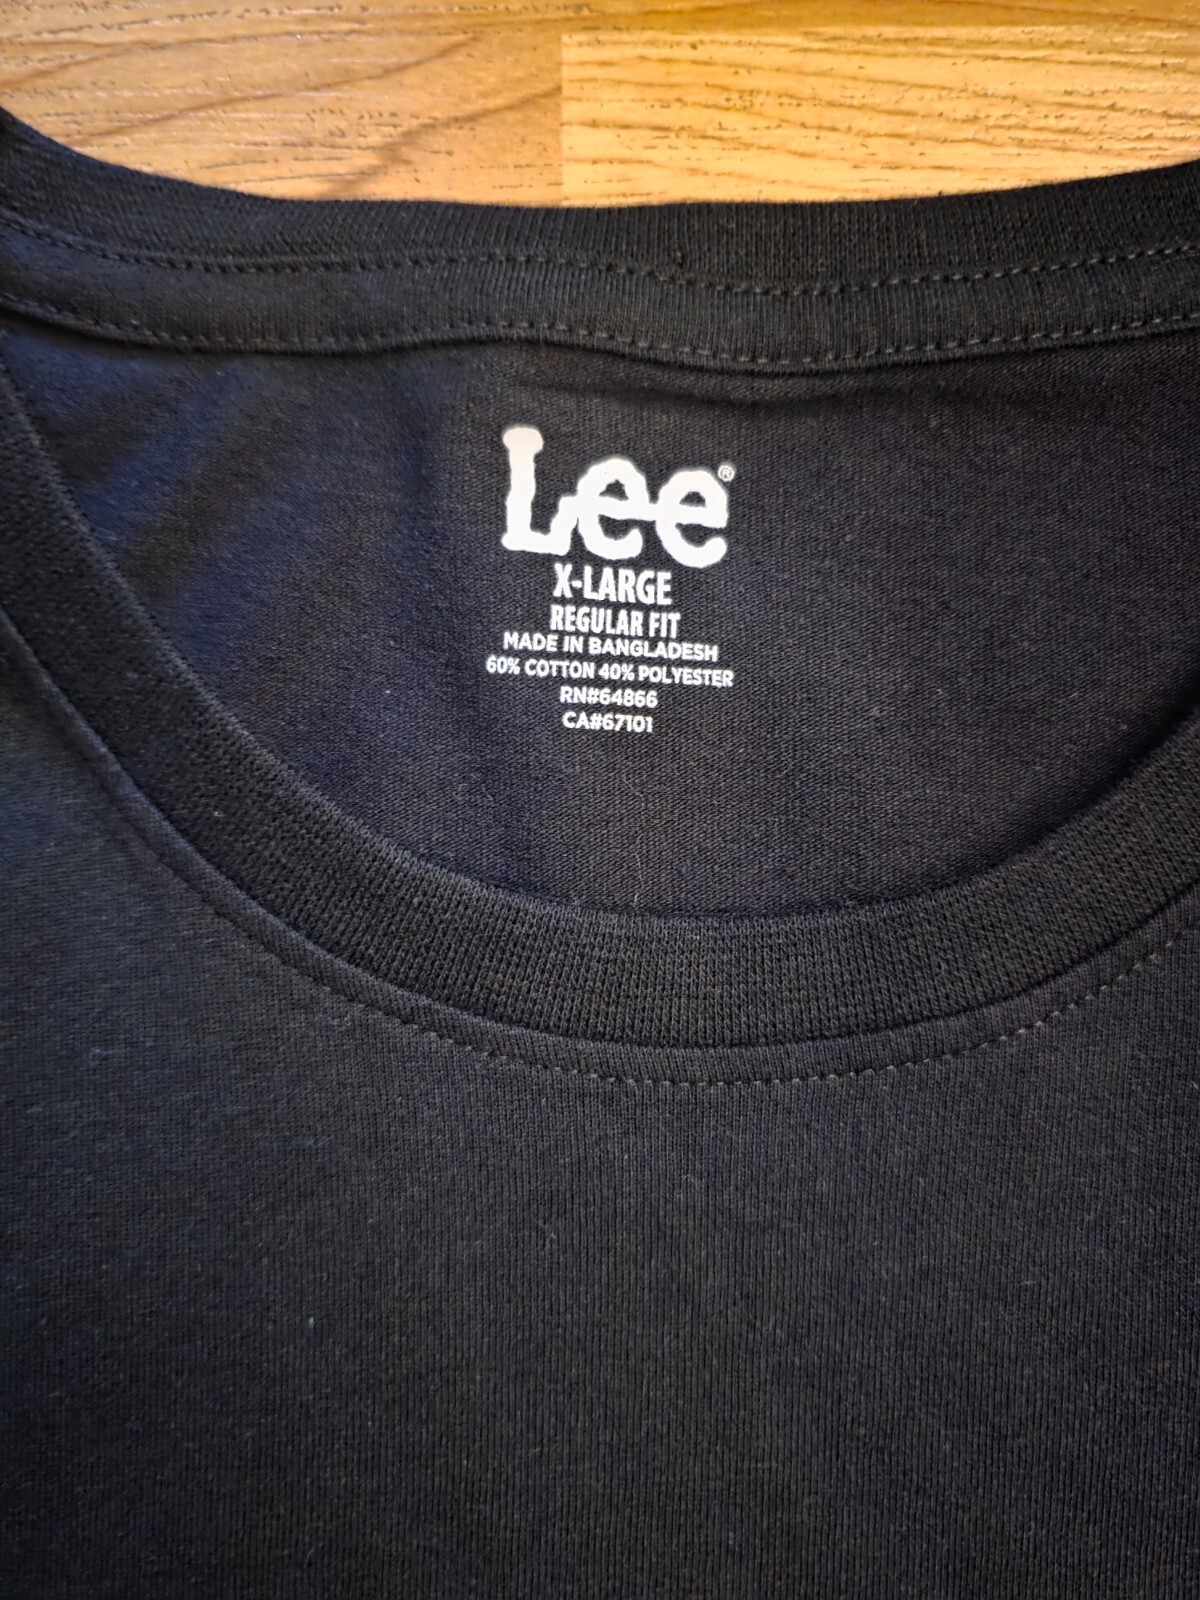 Lee®
X-LARGE
REGULAR FIT
MADE IN BANGLADESH
60% COTTON 40% POLYESTER
RN#64866
CA#67101